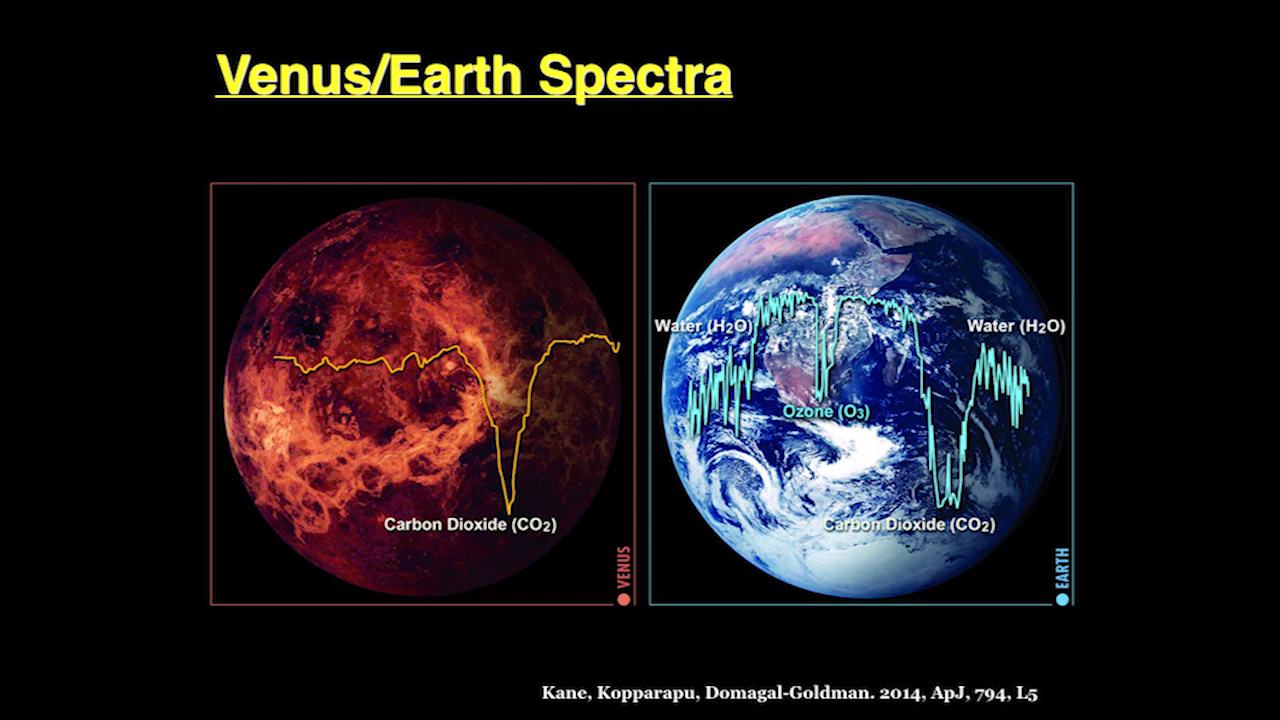 Venus/Earth Spectra
Carbon Dioxide (CO2)
VENUS
Water (H2O)
Water (H2O)
Ozone (O3)
Carbon Dioxide (CO2)
EARTH
Kane, Kopparapu, Domagal-Goldman. 2014, ApJ, 794, L5